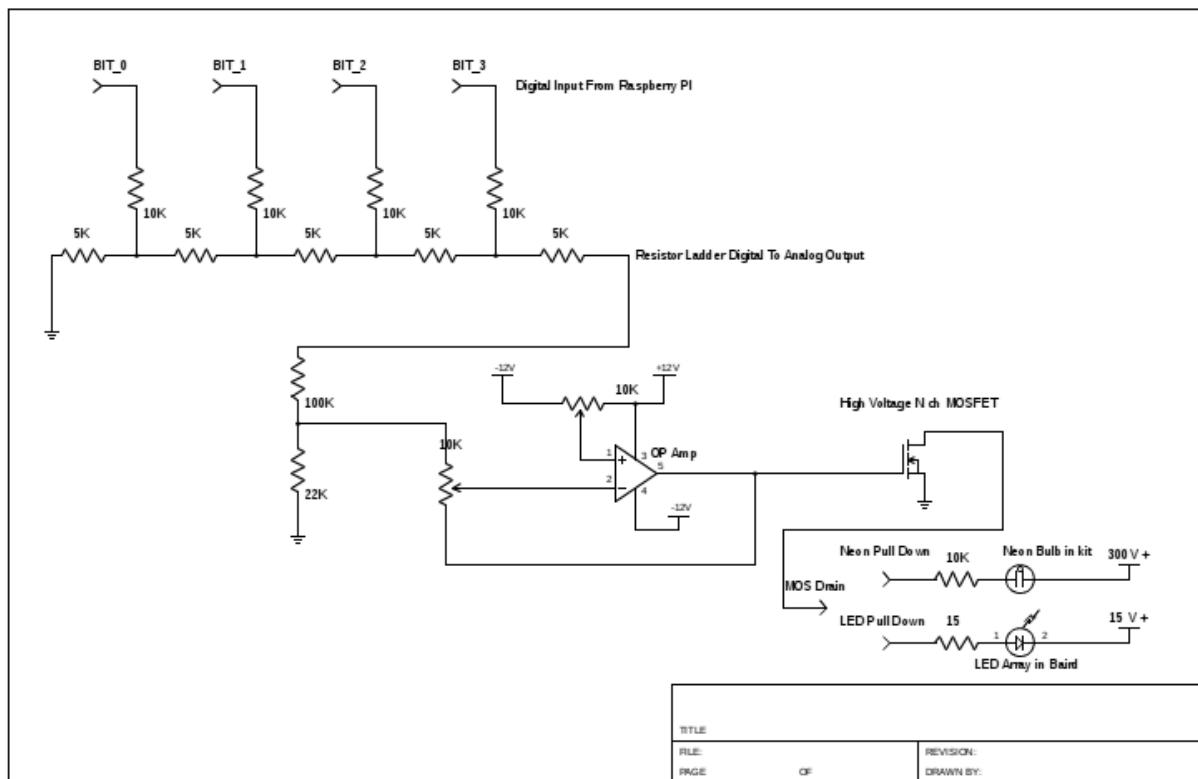 BIT_0
BIT_1
BIT_2
BIT_3
Digital Input From Raspberry PI
10K
10K
10K
10K
5K
5K
5K
5K
5K
Resistor Ladder Digital To Analog Output
-12V
+12V
10K
100K
High Voltage N ch MOSFET
10K
1
3
OP Amp
5
2
4
22K
-12V
Neon Pull Down
10K
Neon Bulb in kit
300 V +
MOS Drain
LED Pull Down
15
15 V +
1
2
LED Array in Baird
TITLE
FILE:
REVISION:
PAGE
OF
DRAWN BY: